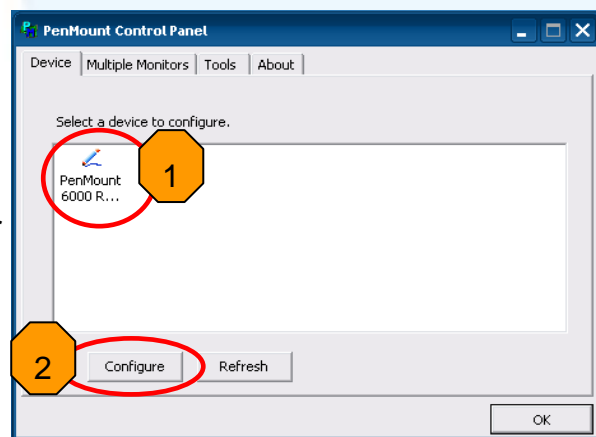 PenMount Control Panel
Device Multiple Monitors Tools About
Select a device to configure.
PenMount
6000 R...
1
2
Configure Refresh
OK